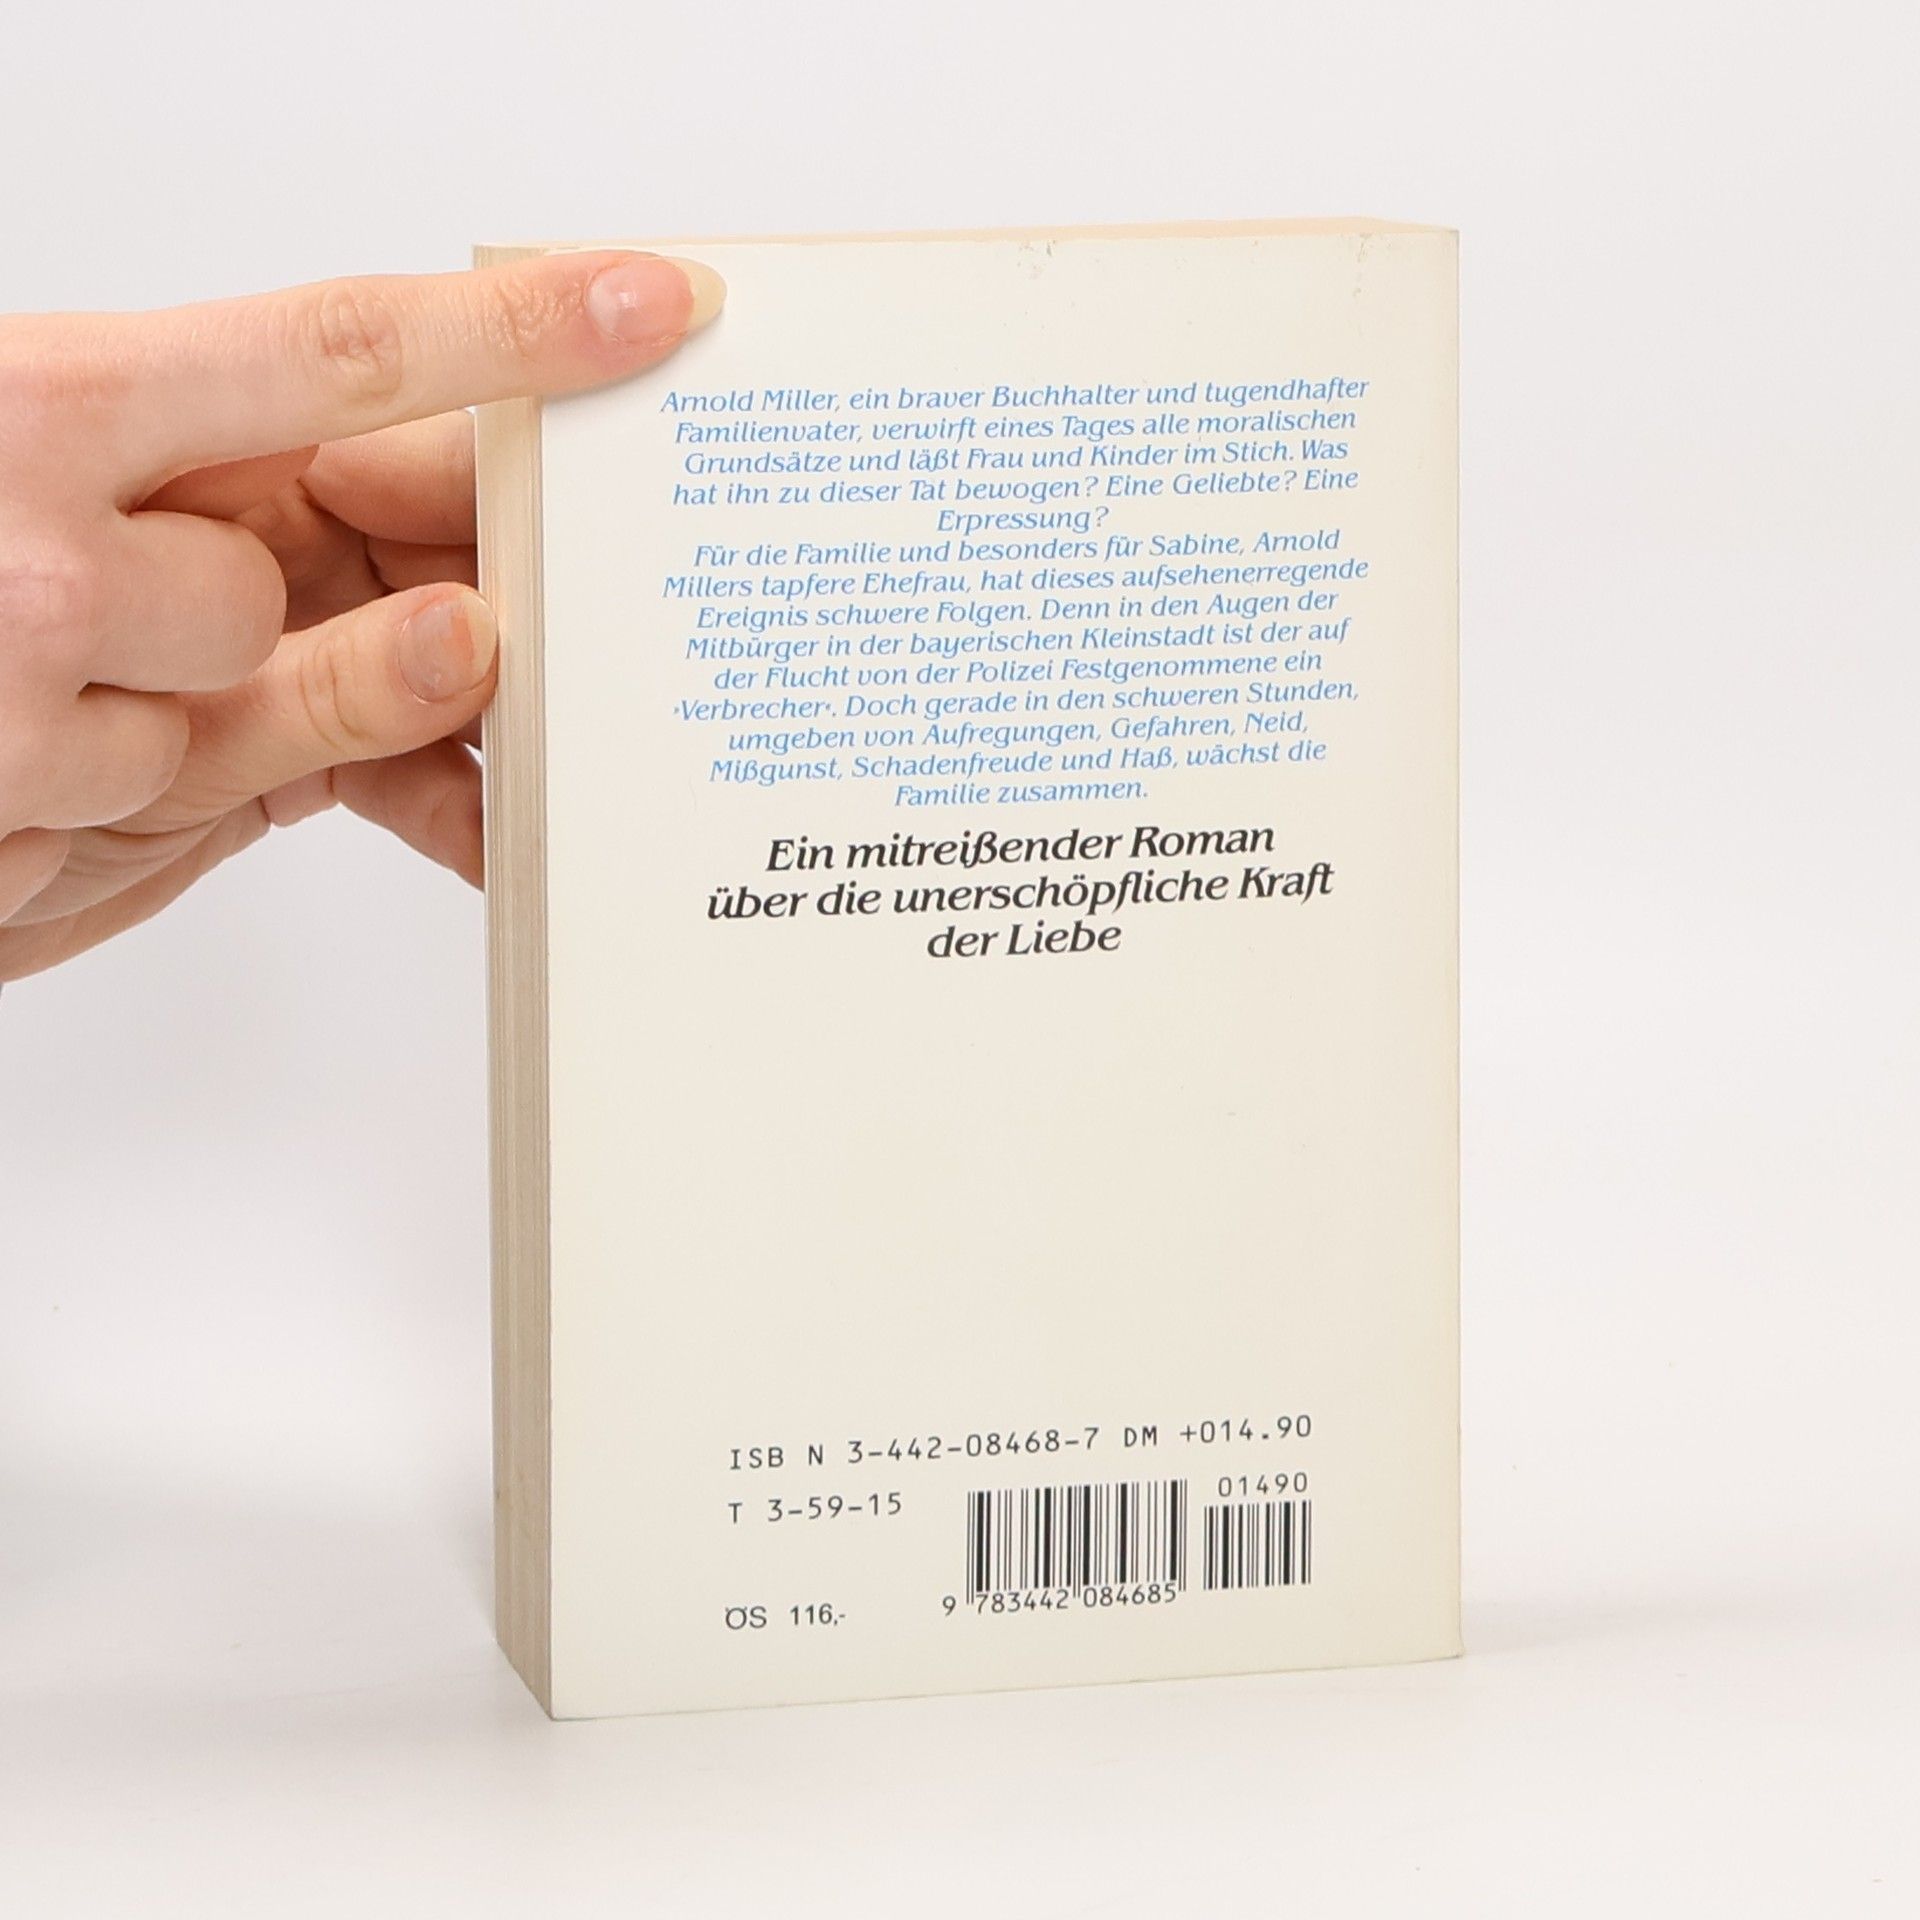 Arnold Miller, ein braver Buchhalter und tugendhafter
Familienvater, verwirft eines Tages alle moralischen
Grundsätze und läßt Frau und Kinder im Stich. Was
hat ihn zu dieser Tat bewogen? Eine Geliebte? Eine
Erpressung?
Für die Familie und besonders für Sabine, Arnold
Millers tapfere Ehefrau, hat dieses aufsehenerregende
Ereignis schwere Folgen. Denn in den Augen der
Mitbürger in der bayerischen Kleinstadt ist der auf
der Flucht von der Polizei Festgenommene ein
›Verbrecher‹. Doch gerade in den schweren Stunden,
umgeben von Aufregungen, Gefahren, Neid,
Mißgunst, Schadenfreude und Haß, wächst die
Familie zusammen.
Ein mitreißender Roman
über die unerschöpfliche Kraft
der Liebe
ISB N 3-442-08468-7 DM +014.90
T 3-59-15
01490
ÖS 116,-
9 783442 084685